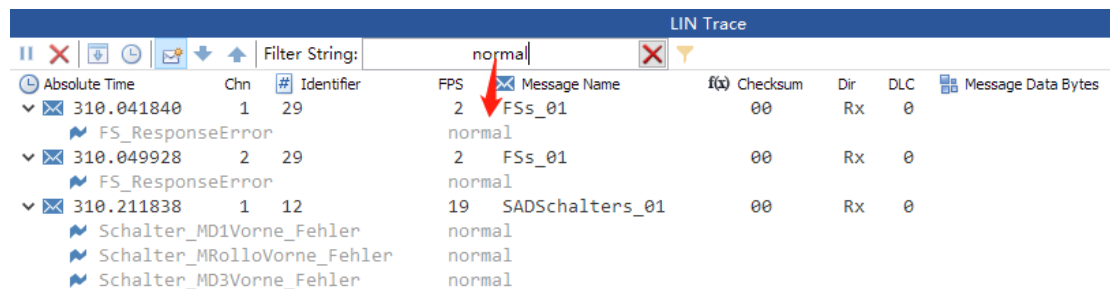 LIN Trace
Filter String: normal
Absolute Time Chn # Identifier FPS Message Name f(x) Checksum Dir DLC Message Data Bytes
310.041840 1 29 2 FSs_01 00 Rx 0
FS_ResponseError normal
310.049928 2 29 2 FSs_01 00 Rx 0
FS_ResponseError normal
310.211838 1 12 19 SADSchalters_01 00 Rx 0
Schalter_MD1Vorne_Fehler normal
Schalter_MRolloVorne_Fehler normal
Schalter_MD3Vorne_Fehler normal